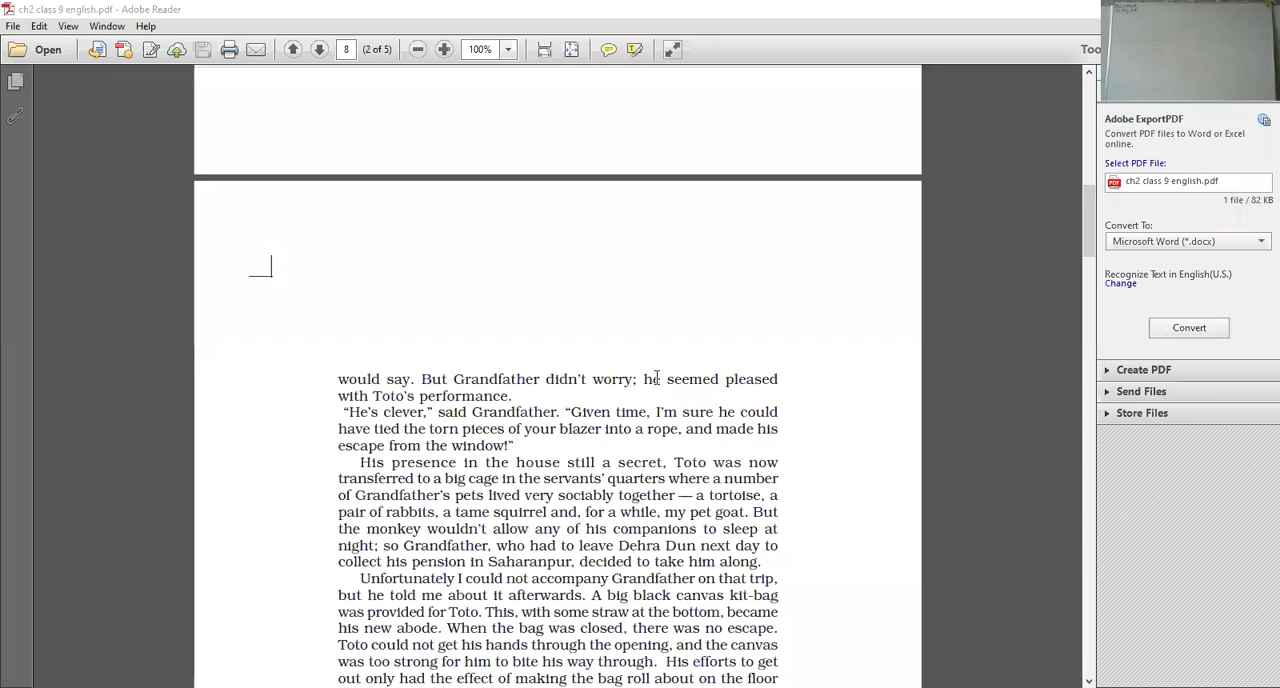 ch2 class 9 english.pdf - Adobe Reader
File Edit View Window Help
Open 8 (2 of 5) 100% Too
would say. But Grandfather didn't worry; he seemed pleased
with Toto's performance.
“He's clever,” said Grandfather. “Given time, I'm sure he could
have tied the torn pieces of your blazer into a rope, and made his
escape from the window!”
His presence in the house still a secret, Toto was now
transferred to a big cage in the servants' quarters where a number
of Grandfather's pets lived very sociably together — a tortoise, a
pair of rabbits, a tame squirrel and, for a while, my pet goat. But
the monkey wouldn't allow any of his companions to sleep at
night; so Grandfather, who had to leave Dehra Dun next day to
collect his pension in Saharanpur, decided to take him along.
Unfortunately I could not accompany Grandfather on that trip,
but he told me about it afterwards. A big black canvas kit-bag
was provided for Toto. This, with some straw at the bottom, became
his new abode. When the bag was closed, there was no escape.
Toto could not get his hands through the opening, and the canvas
was too strong for him to bite his way through. His efforts to get
out only had the effect of making the bag roll about on the floor
Adobe ExportPDF
Convert PDF files to Word or Excel
online.
Select PDF File:
PDF ch2 class 9 english.pdf
1 file / 82 KB
Convert To:
Microsoft Word (*.docx)
Recognize Text in English(U.S.)
Change
Convert
Create PDF
Send Files
Store Files